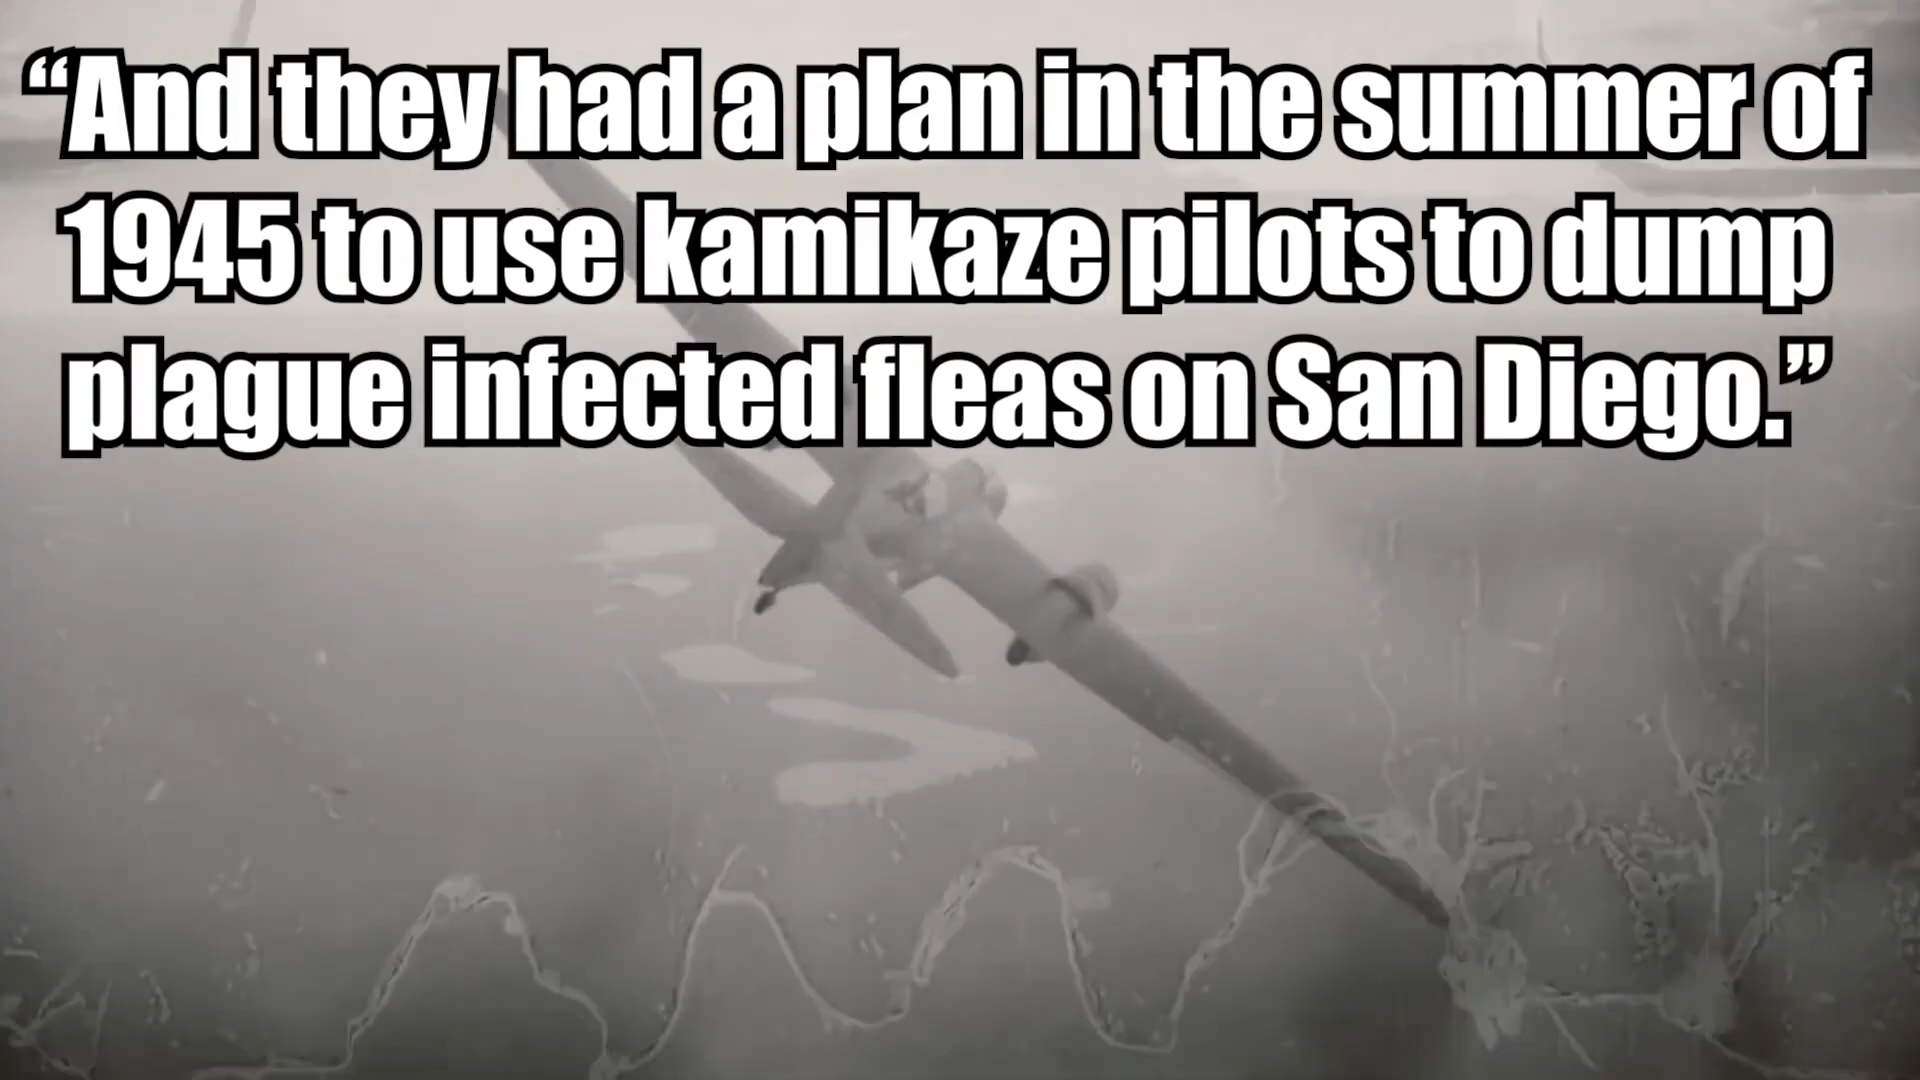 “And they had a plan in the summer of
1945 to use kamikaze pilots to dump
plague infected fleas on San Diego.”